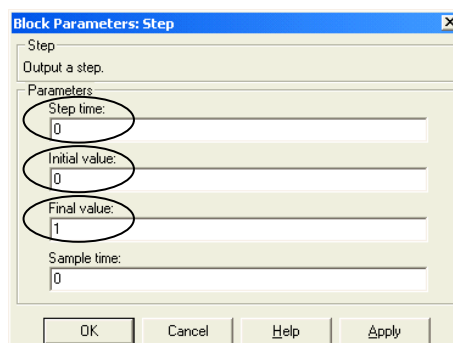 Block Parameters: Step
Step
Output a step.
Parameters
Step time:
0
Initial value:
0
Final value:
1
Sample time:
0
OK Cancel Help Apply